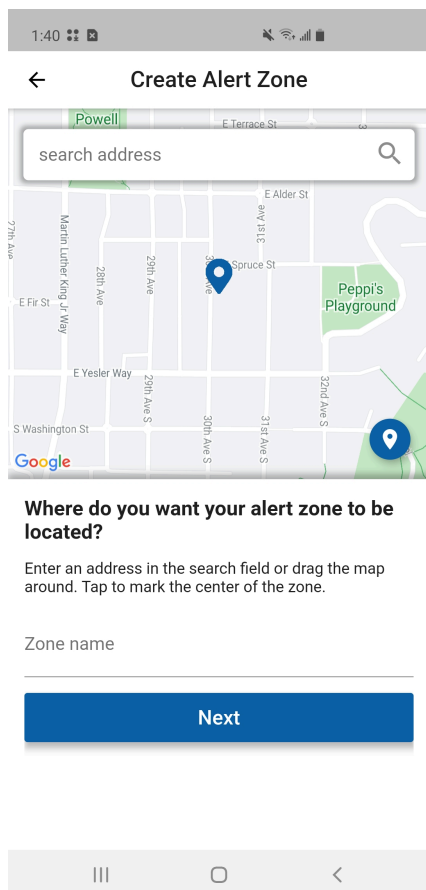 1:40
Create Alert Zone
Powell
E Terrace St
search address
E Alder St
27th Ave
Martin Luther King Jr Way
28th Ave
29th Ave
31st Ave
E Spruce St
Peppi's
Playground
E Fir St
E Yesler Way
29th Ave S
30th Ave S
31st Ave S
32nd Ave S
S Washington St
Google
Where do you want your alert zone to be
located?
Enter an address in the search field or drag the map
around. Tap to mark the center of the zone.
Zone name
Next